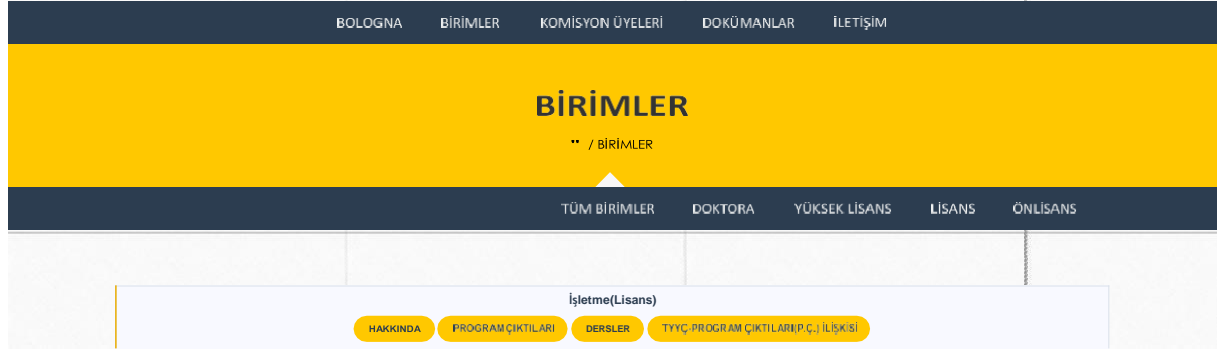 BOLOGNA BİRİMLER KOMİSYON ÜYELERİ DOKÜMANLAR İLETİŞİM
BİRİMLER
" / BİRİMLER
TÜM BİRİMLER DOKTORA YÜKSEK LİSANS LİSANS ÖNLİSANS
İşletme(Lisans)
HAKKINDA PROGRAM ÇIKTILARI DERSLER TYYÇ-PROGRAM ÇIKTILARI(P.Ç.) İLİŞKİSİ